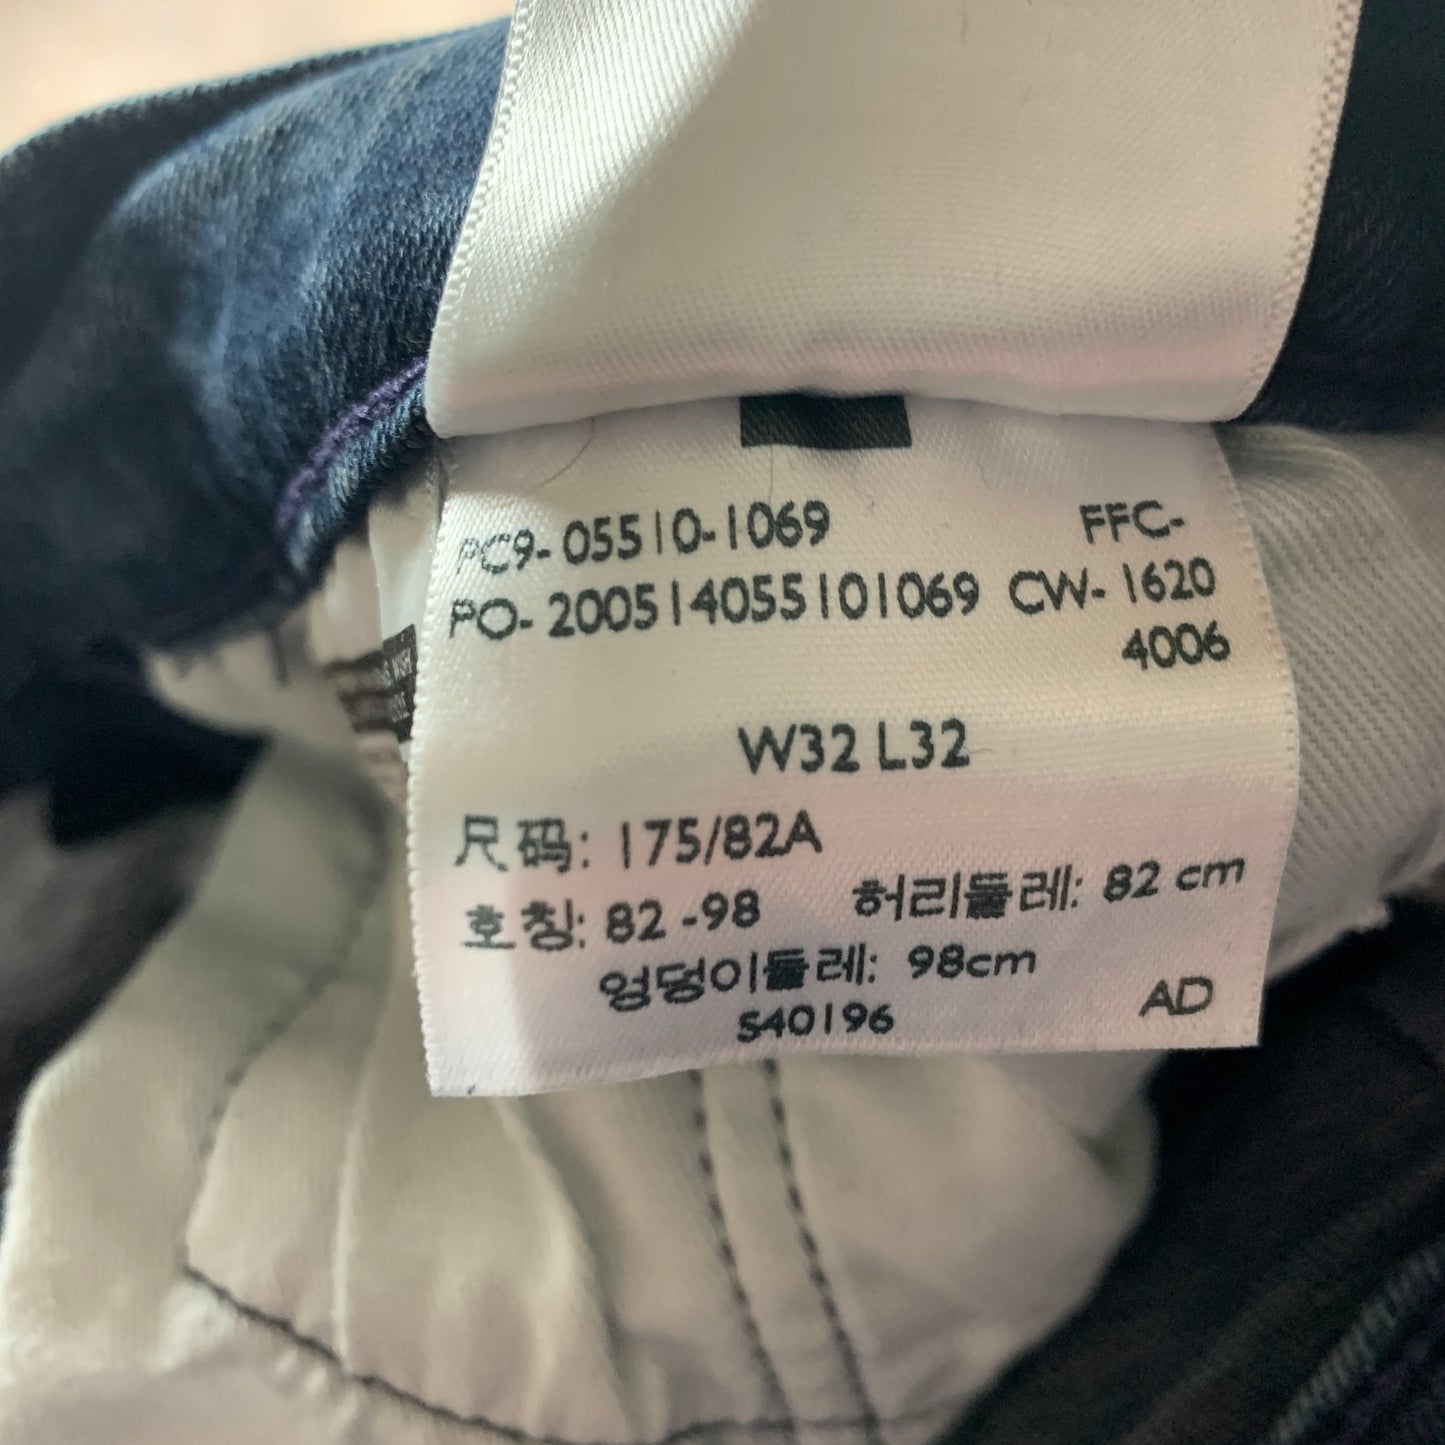 PC9- 05510-1069 FFC-
PO- 200514055101069 CW- 1620
4006
W32 L32
尺码: 175/82A
호칭: 82 -98 허리둘레: 82 cm
엉덩이둘레: 98cm
S40196 AD